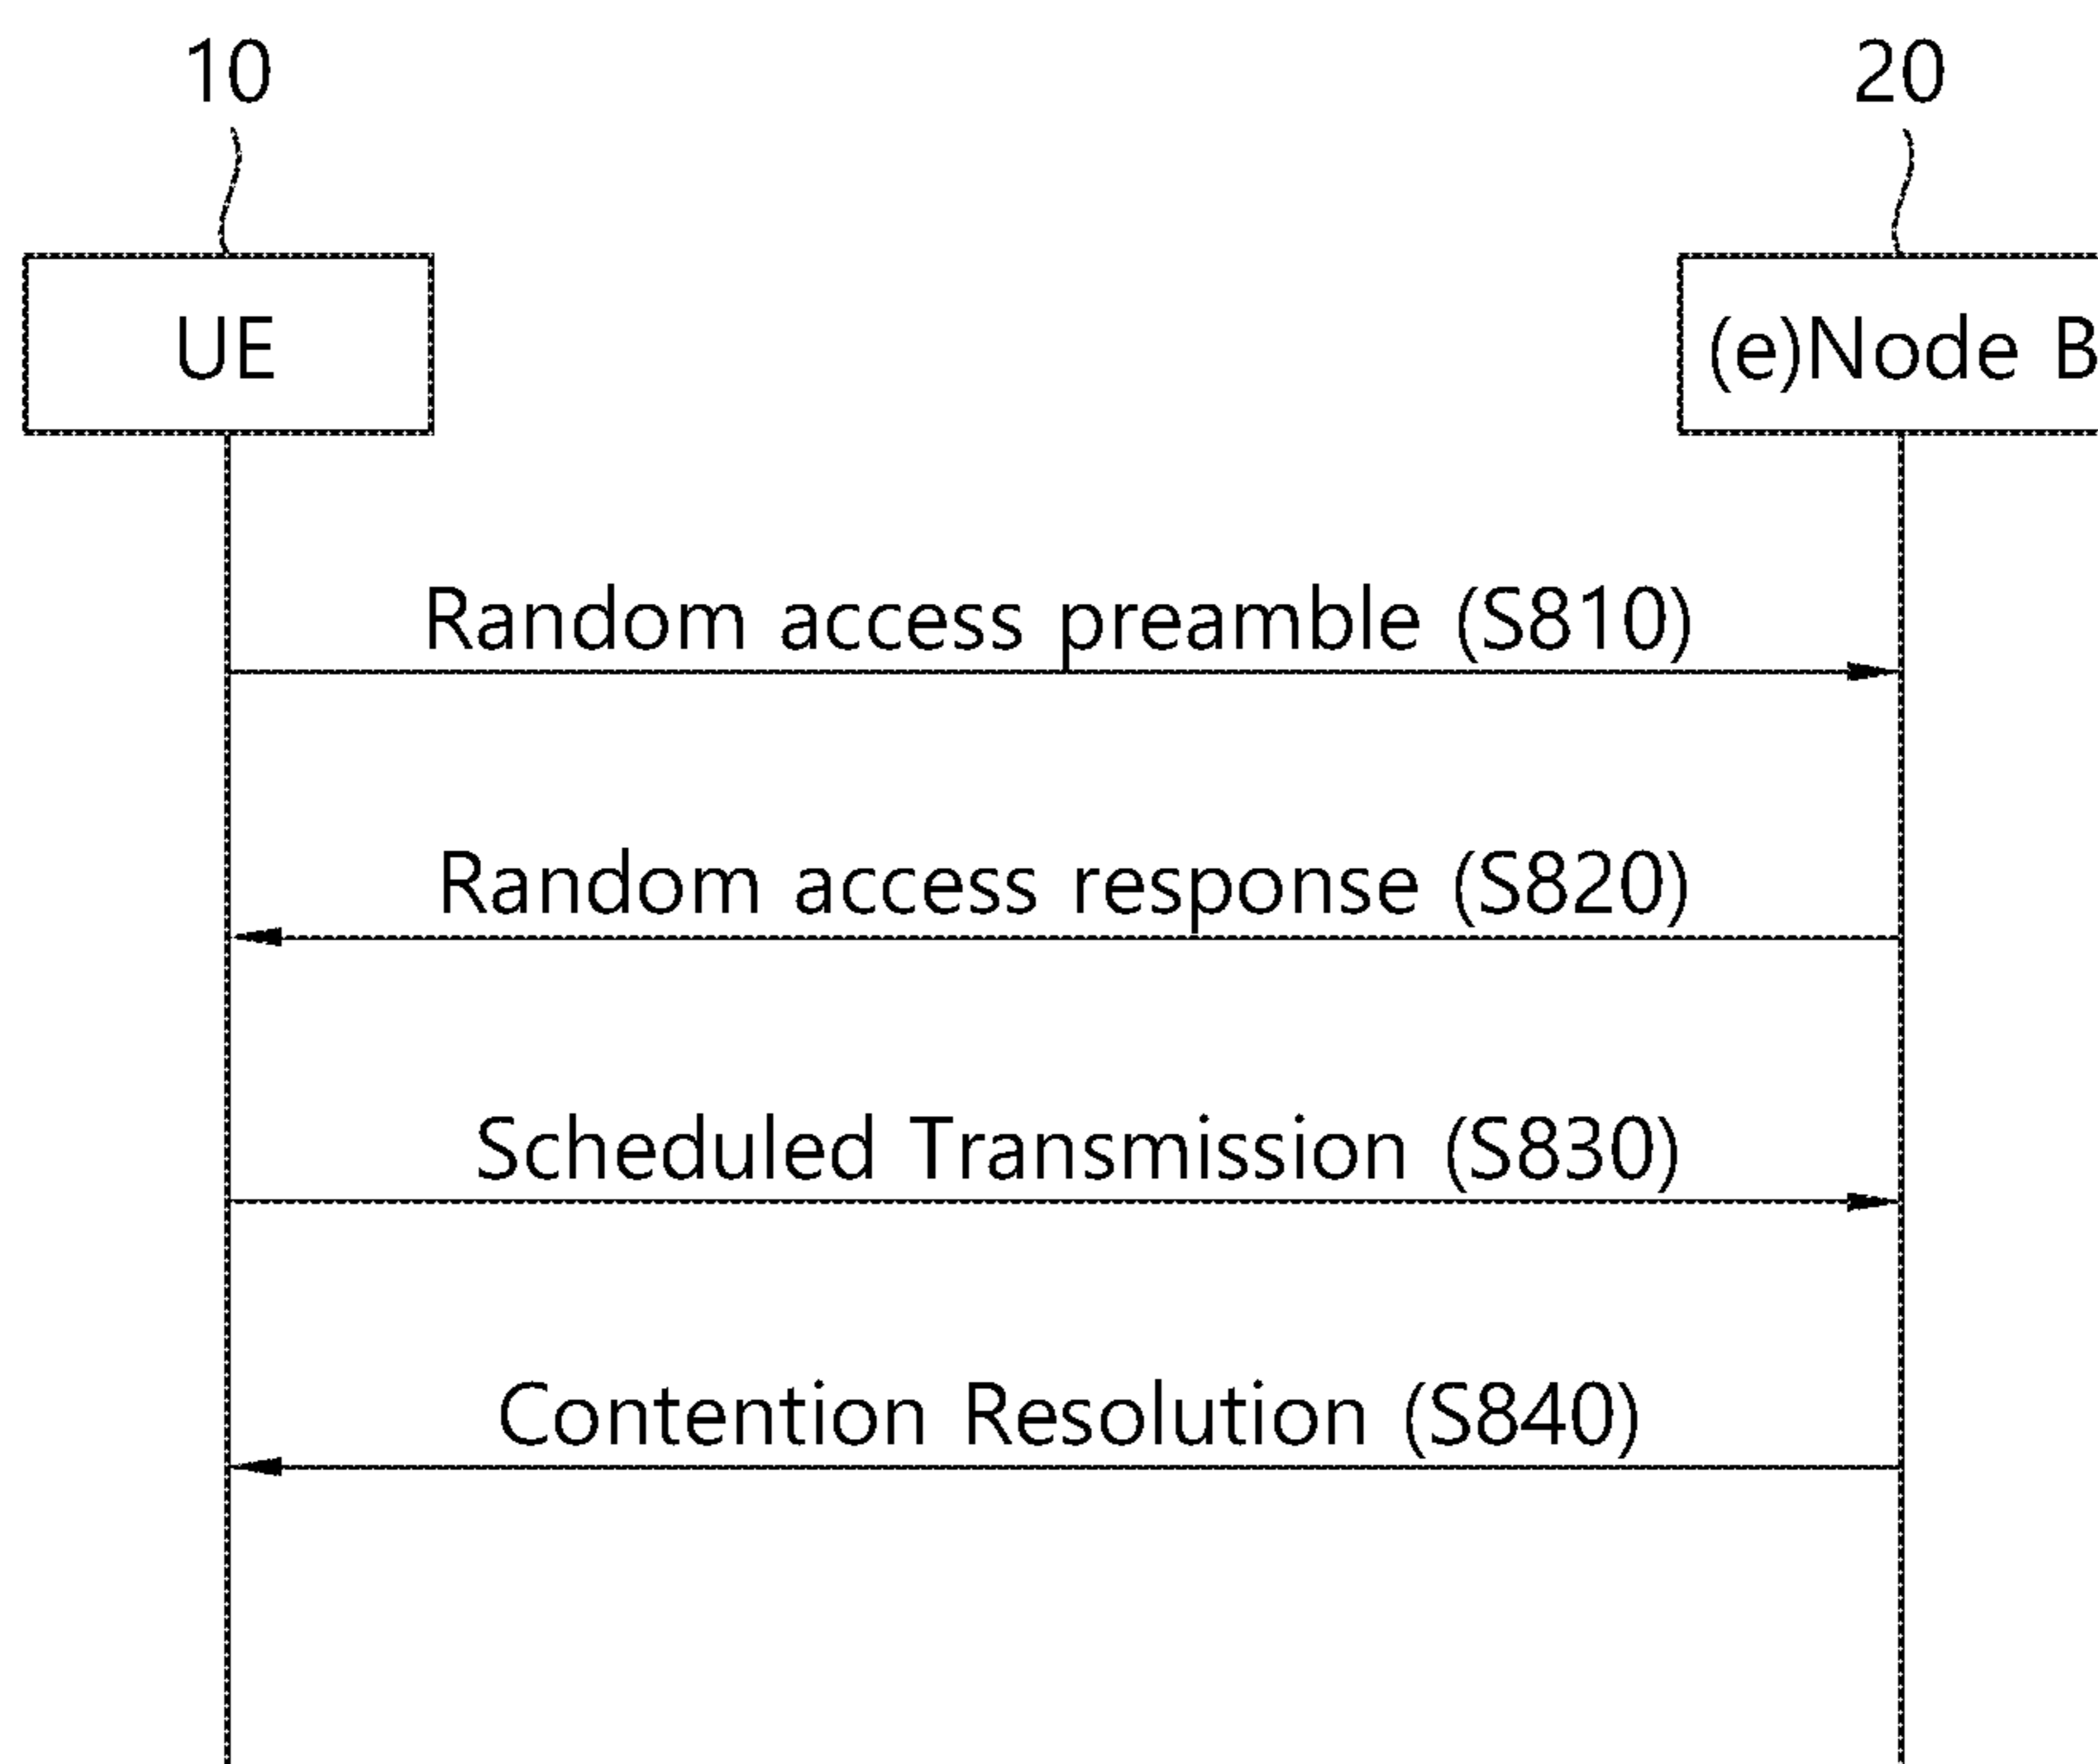 10
20
UE
(e)Node B
Random access preamble (S810)
Random access response (S820)
Scheduled Transmission (S830)
Contention Resolution (S840)